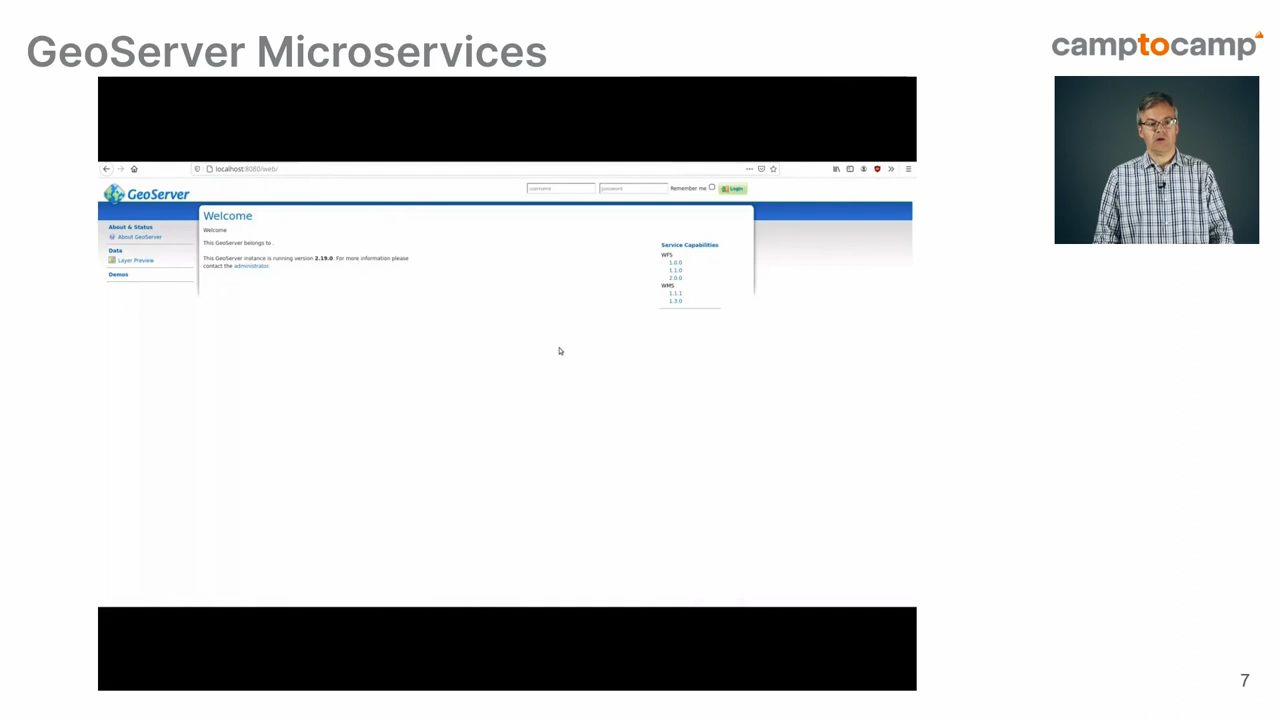 GeoServer Microservices
camptocamp
localhost:8080/web/
GeoServer
username
password
Remember me
Login
Welcome
About & Status
About GeoServer
Data
Layer Preview
Demos
Welcome
This GeoServer belongs to .
This GeoServer instance is running version 2.19.0. For more information please
contact the administrator.
Service Capabilities
WFS
1.0.0
1.1.0
2.0.0
WMS
1.1.1
1.3.0
7